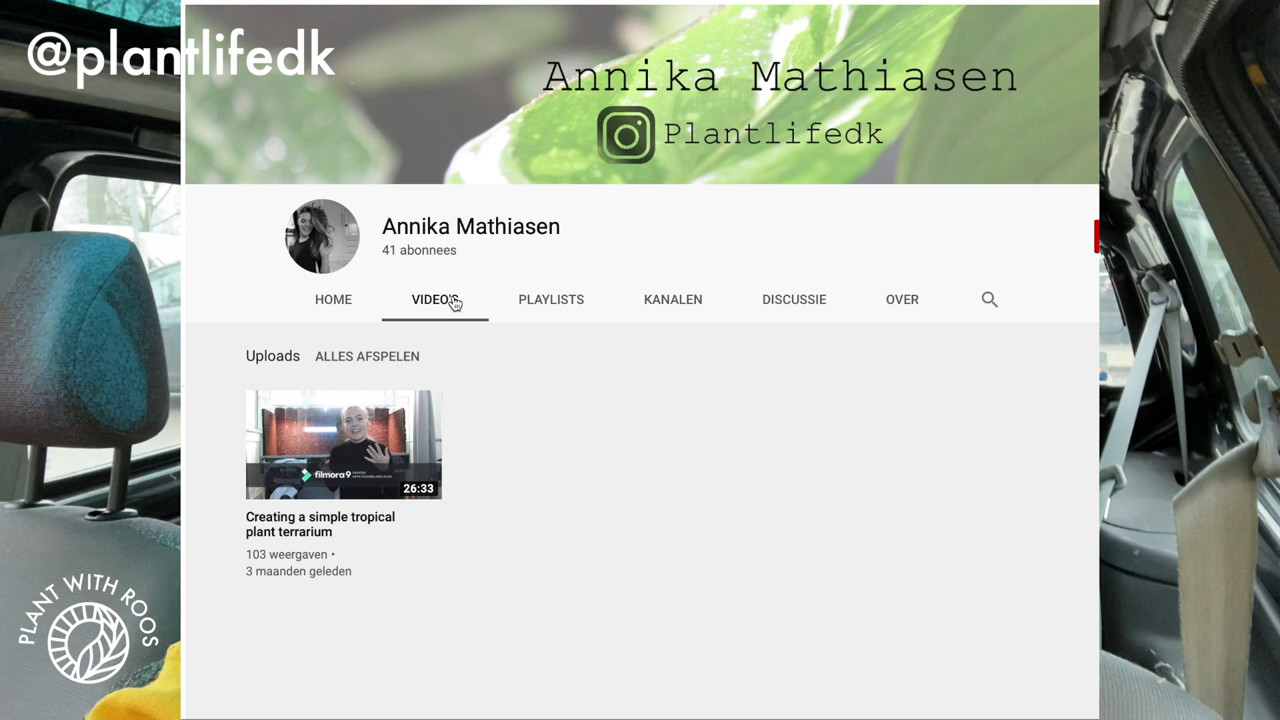 @plantlifedk
Annika Mathiasen
Plantlifedk
Annika Mathiasen
41 abonnees
HOME VIDEO'S PLAYLISTS KANALEN DISCUSSIE OVER
Uploads ALLES AFSPELEN
filmora9
26:33
Creating a simple tropical
plant terrarium
103 weergaven •
3 maanden geleden
PLANT WITH ROOS